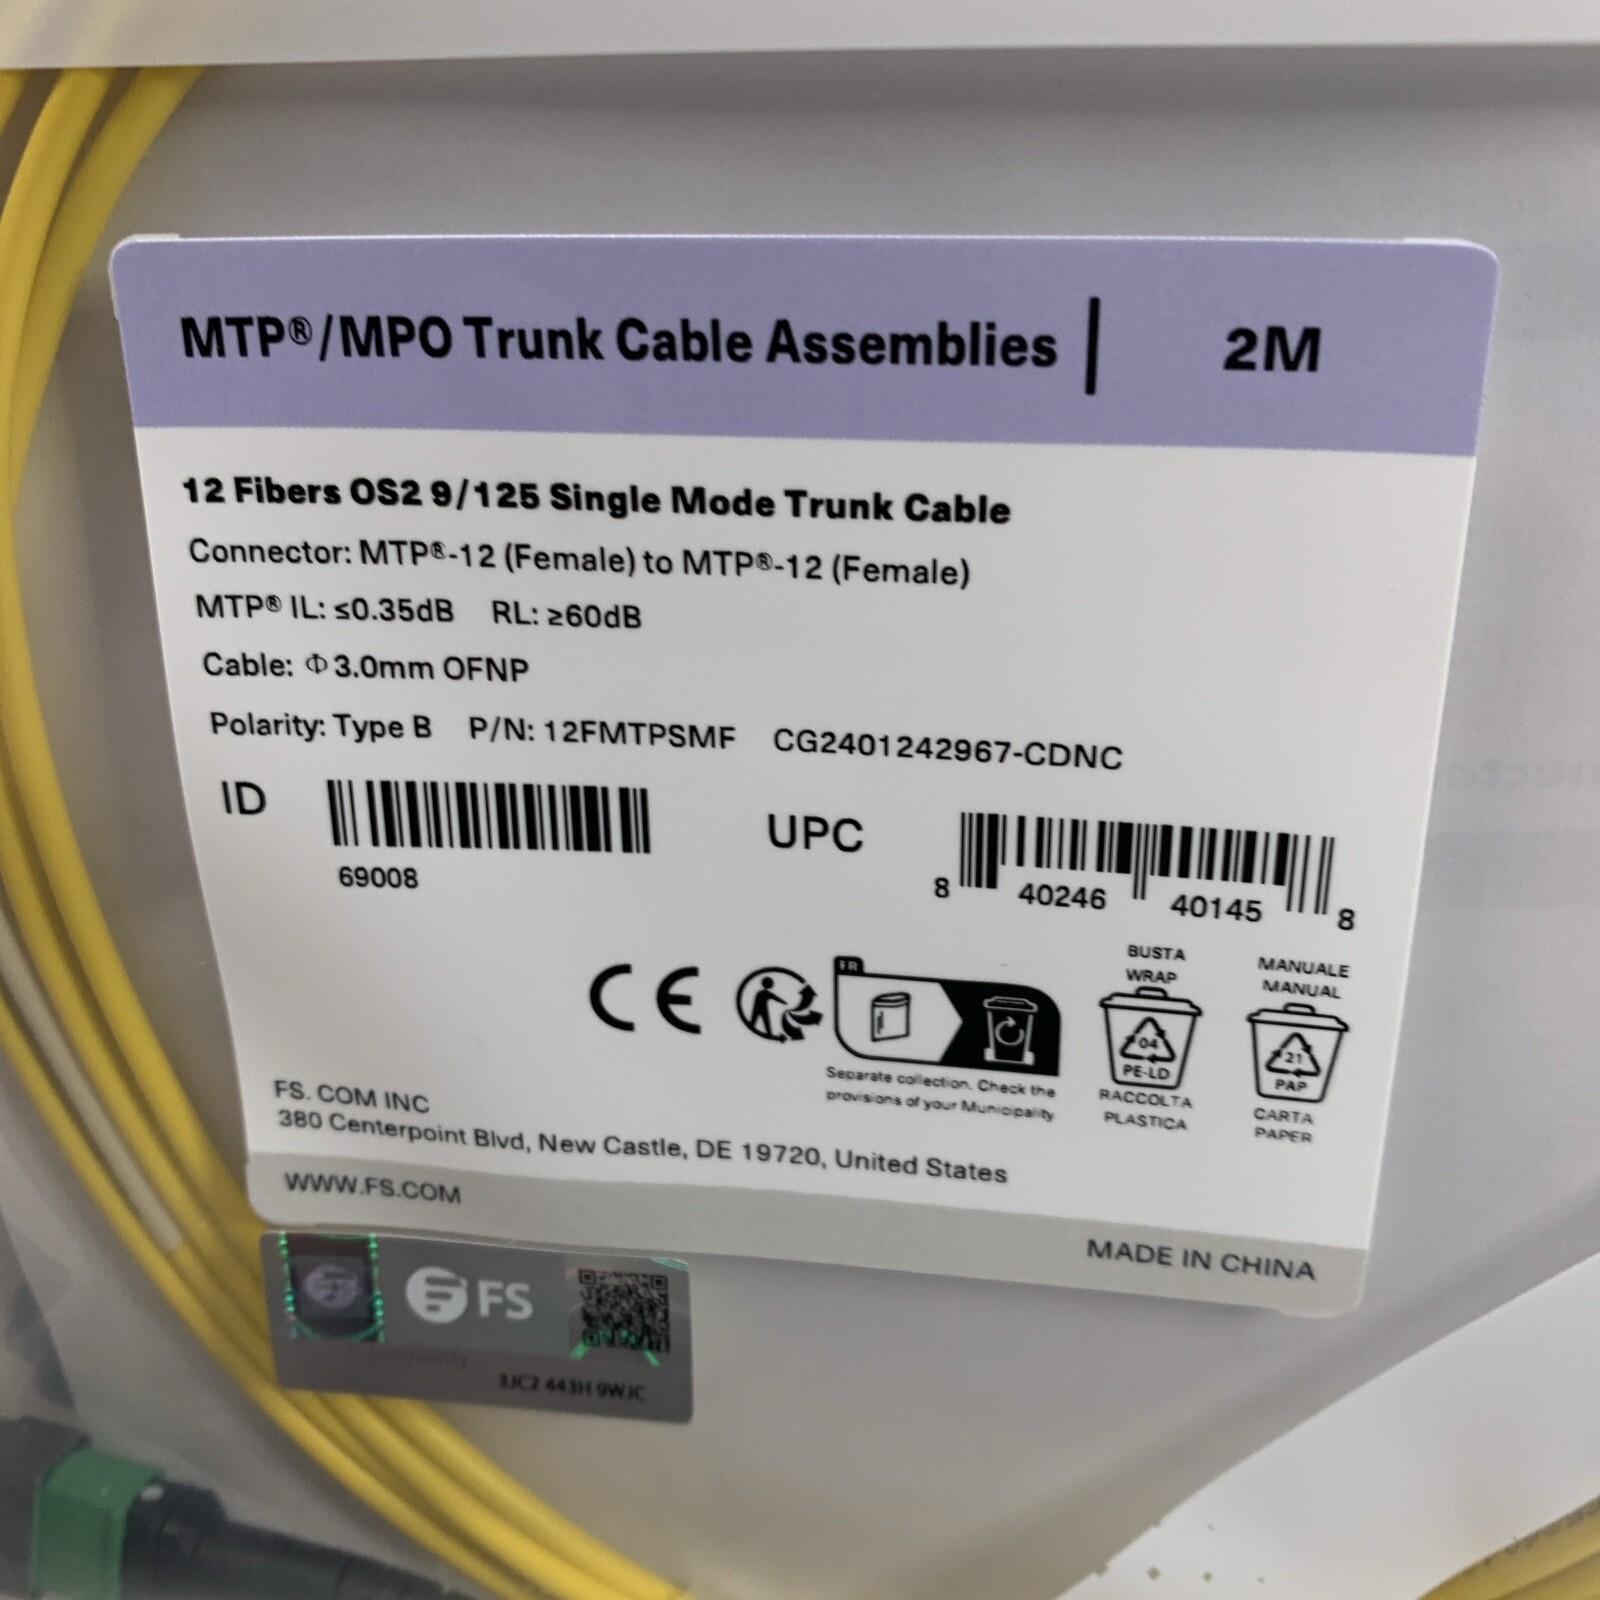 MTP®/MPO Trunk Cable Assemblies | 2M
12 Fibers OS2 9/125 Single Mode Trunk Cable
Connector: MTP®-12 (Female) to MTP®-12 (Female)
MTP® IL: ≤0.35dB RL: ≥60dB
Cable: Φ3.0mm OFNP
Polarity: Type B P/N: 12FMTPSMF CG2401242967-CDNC
ID
69008
UPC
8 40246 40145 8
CE
FR
Separate collection. Check the
provisions of your Municipality
BUSTA
WRAP
04
PE-LD
RACCOLTA
PLASTICA
MANUALE
MANUAL
21
PAP
CARTA
PAPER
FS. COM INC
380 Centerpoint Blvd, New Castle, DE 19720, United States
WWW.FS.COM
MADE IN CHINA
FS
3JC2 443H 9WJC